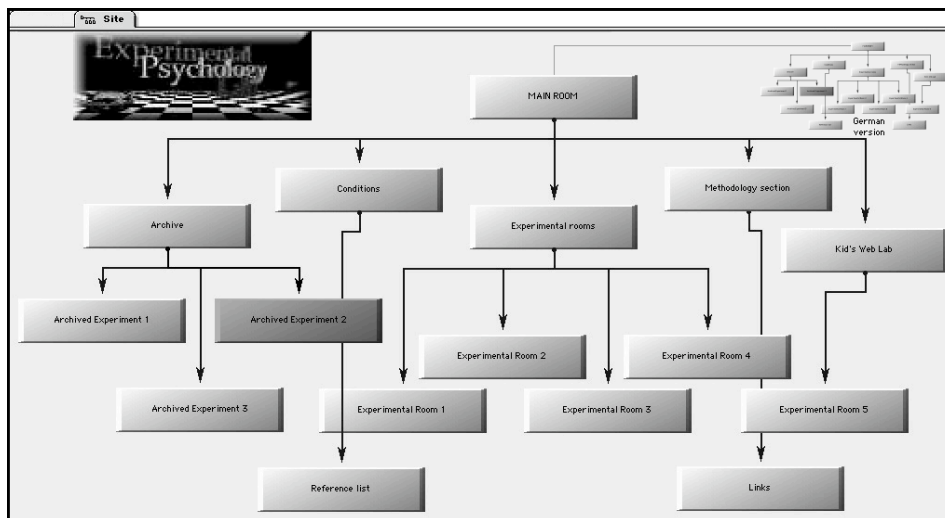 Site
Experimental
Psychology
MAIN ROOM
German
version
Conditions
Methodology section
Archive
Experimental rooms
Kid's Web Lab
Archived Experiment 1
Archived Experiment 2
Experimental Room 2
Experimental Room 4
Archived Experiment 3
Experimental Room 1
Experimental Room 3
Experimental Room 5
Reference list
Links